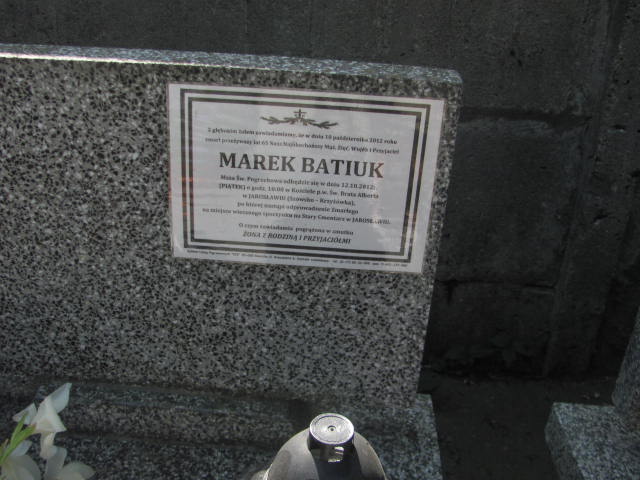 Z głębokim żalem zawiadamiamy, że w dniu 10 października 2012 roku
zmarł przeżywszy lat 65 Nasz Najukochańszy Mąż, Zięć, Wujek i Przyjaciel
MAREK BATIUK
Msza Św. Pogrzebowa odbędzie się w dniu 12.10.2012r.
(PIĄTEK) o godz. 10:00 w Kościele p.w. Św. Brata Alberta
w JAROSŁAWIU (Szówsko – Krzyżówka),
po której nastąpi odprowadzenie Zmarłego
na miejsce wiecznego spoczynku na Stary Cmentarz w JAROSŁAWIU.
O czym zawiadamia pogrążona w smutku
ŻONA Z RODZINĄ I PRZYJACIÓŁMI